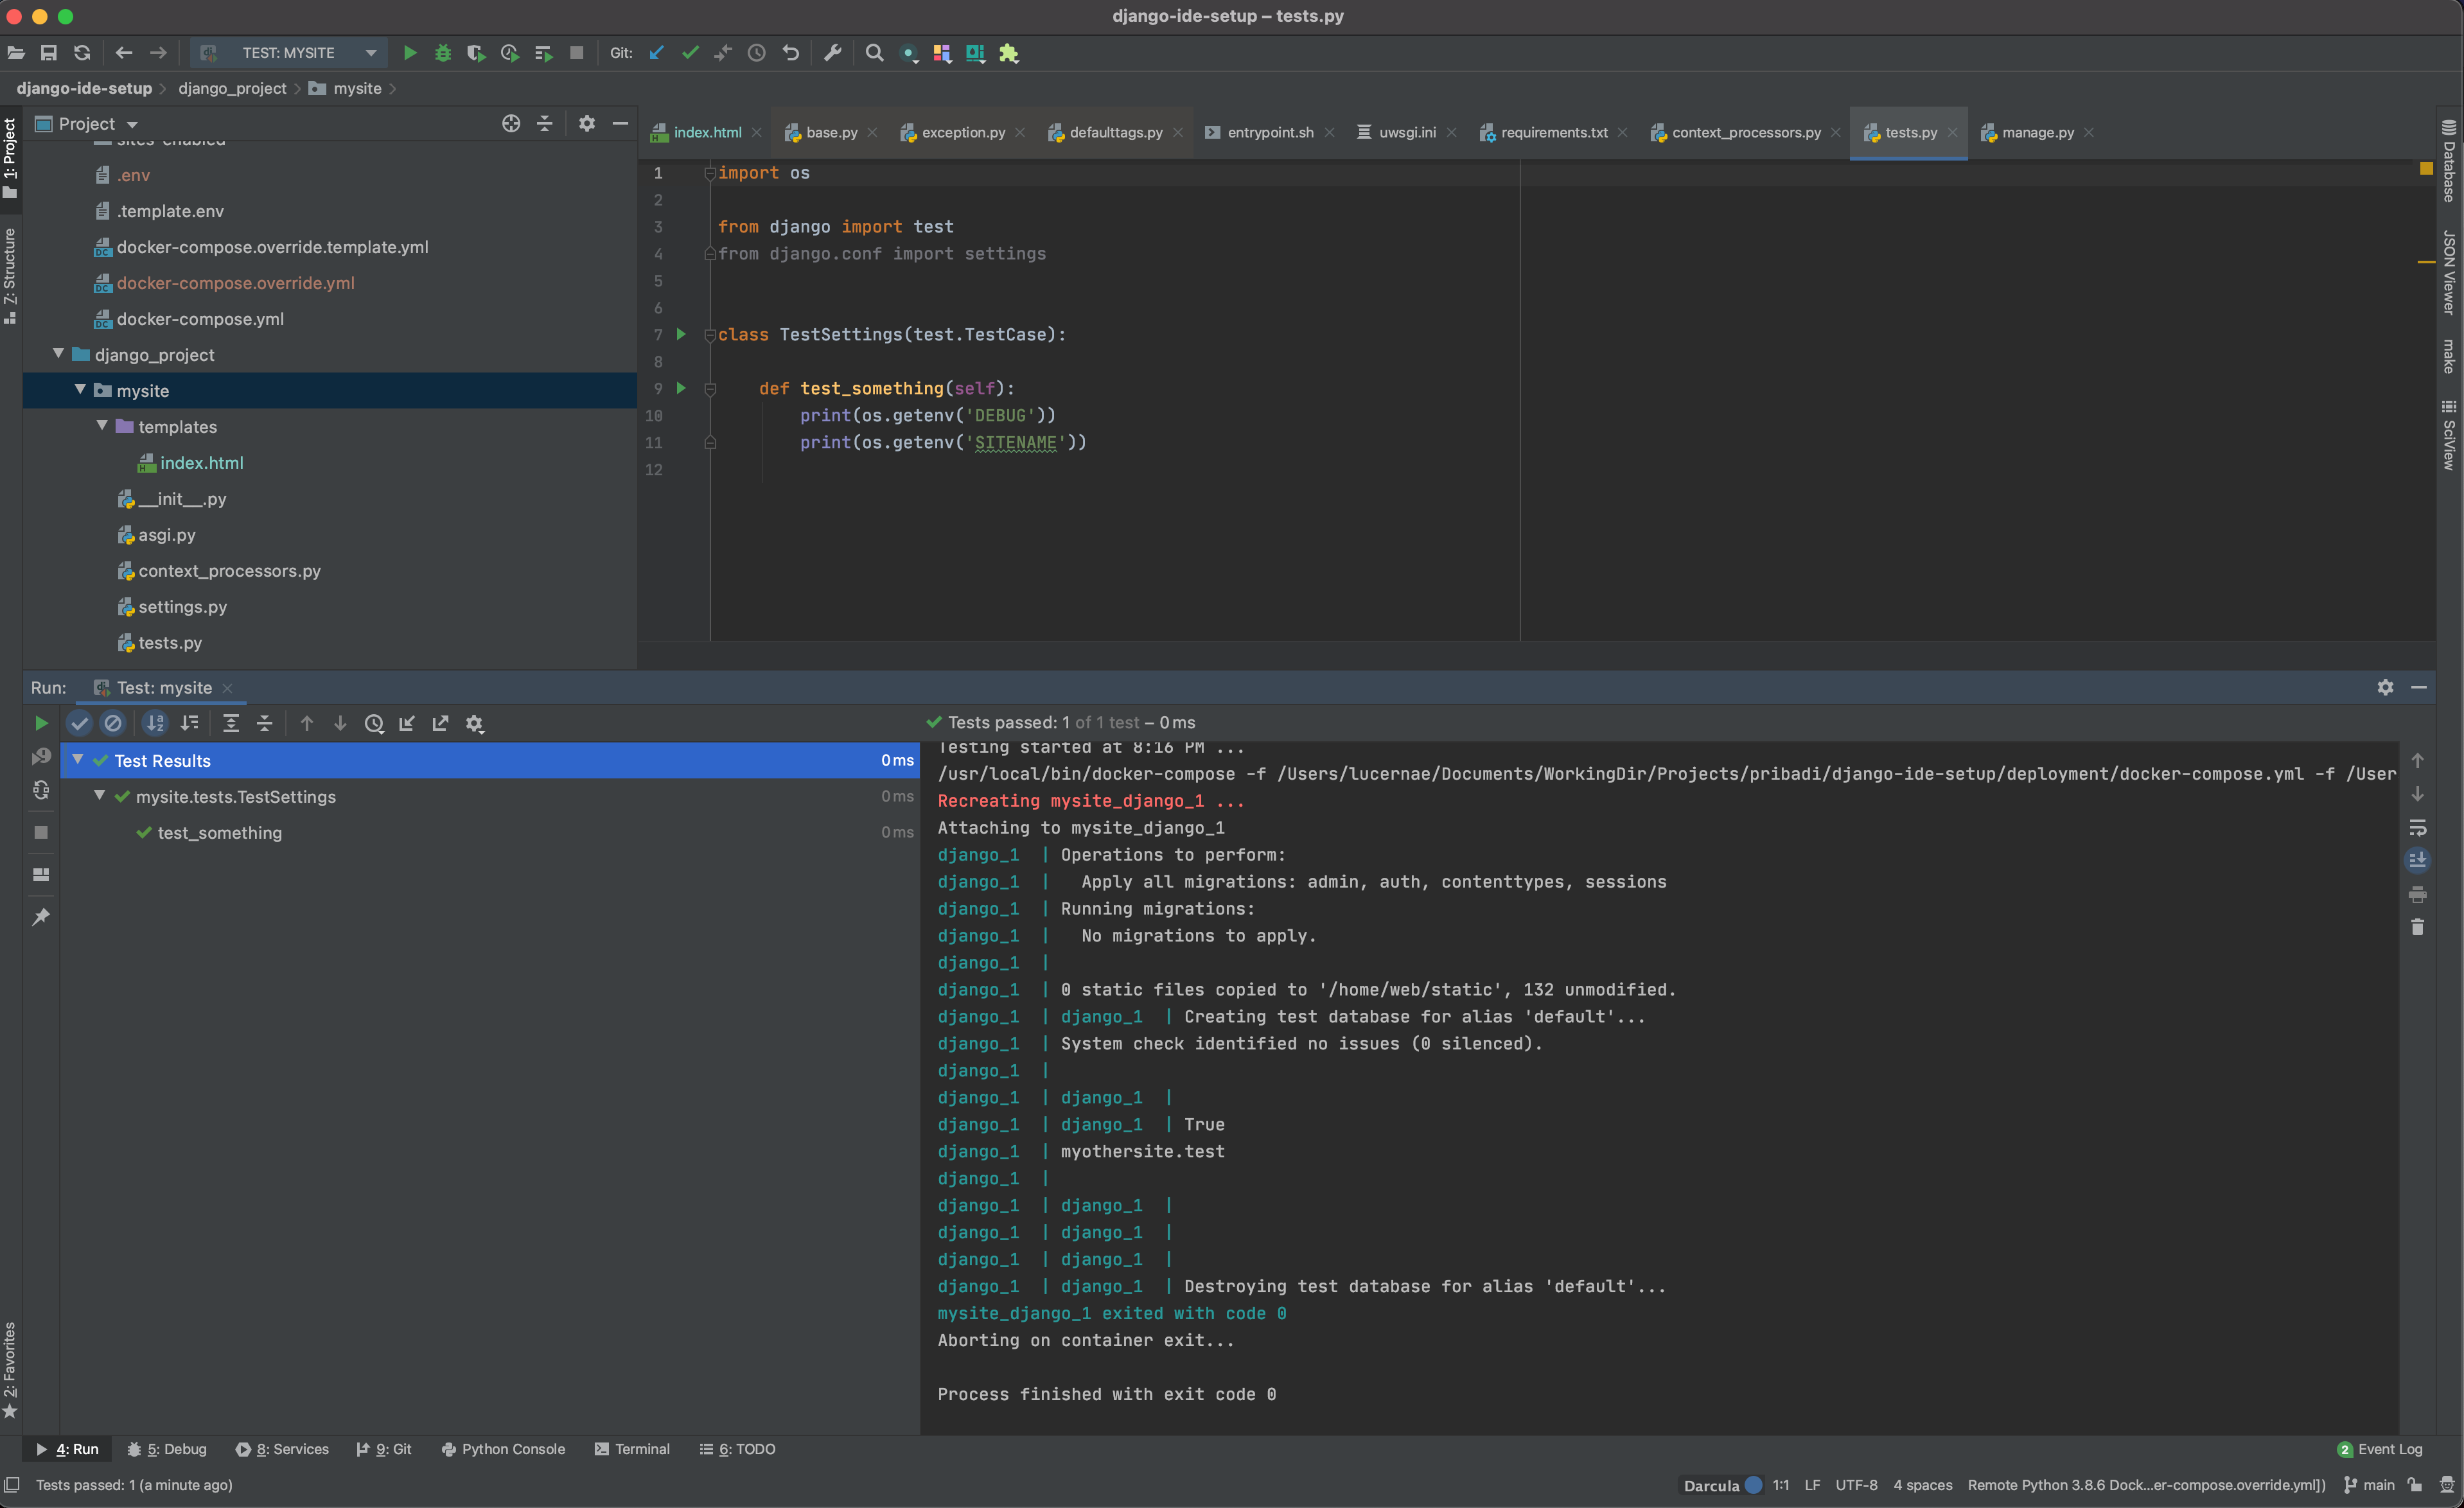 django-ide-setup – tests.py
TEST: MYSITE
Git:
django-ide-setup
django_project
mysite
1: Project
Z: Structure
2: Favorites
Project
sites-enabled
.env
.template.env
docker-compose.override.template.yml
docker-compose.override.yml
docker-compose.yml
django_project
mysite
templates
index.html
__init__.py
asgi.py
context_processors.py
settings.py
tests.py
index.html
base.py
exception.py
defaulttags.py
entrypoint.sh
uwsgi.ini
requirements.txt
context_processors.py
tests.py
manage.py
1 import os
2
3 from django import test
4 from django.conf import settings
5
6
7 class TestSettings(test.TestCase):
8
9 def test_something(self):
10 print(os.getenv('DEBUG'))
11 print(os.getenv('SITENAME'))
12
Database
JSON Viewer
make
SciView
Run:
Test: mysite
Tests passed: 1 of 1 test – 0 ms
Test Results 0 ms
mysite.tests.TestSettings 0 ms
test_something 0 ms
Testing started at 8:16 PM ...
/usr/local/bin/docker-compose -f /Users/lucernae/Documents/WorkingDir/Projects/pribadi/django-ide-setup/deployment/docker-compose.yml -f /User
Recreating mysite_django_1 ...
Attaching to mysite_django_1
django_1 | Operations to perform:
django_1 | Apply all migrations: admin, auth, contenttypes, sessions
django_1 | Running migrations:
django_1 | No migrations to apply.
django_1 |
django_1 | 0 static files copied to '/home/web/static', 132 unmodified.
django_1 | django_1 | Creating test database for alias 'default'...
django_1 | System check identified no issues (0 silenced).
django_1 |
django_1 | django_1 |
django_1 | django_1 | True
django_1 | myothersite.test
django_1 |
django_1 | django_1 |
django_1 | django_1 |
django_1 | django_1 |
django_1 | django_1 | Destroying test database for alias 'default'...
mysite_django_1 exited with code 0
Aborting on container exit...
Process finished with exit code 0
4: Run
5: Debug
8: Services
9: Git
Python Console
Terminal
6: TODO
2 Event Log
Tests passed: 1 (a minute ago)
Darcula
1:1
LF
UTF-8
4 spaces
Remote Python 3.8.6 Dock...er-compose.override.yml])
main